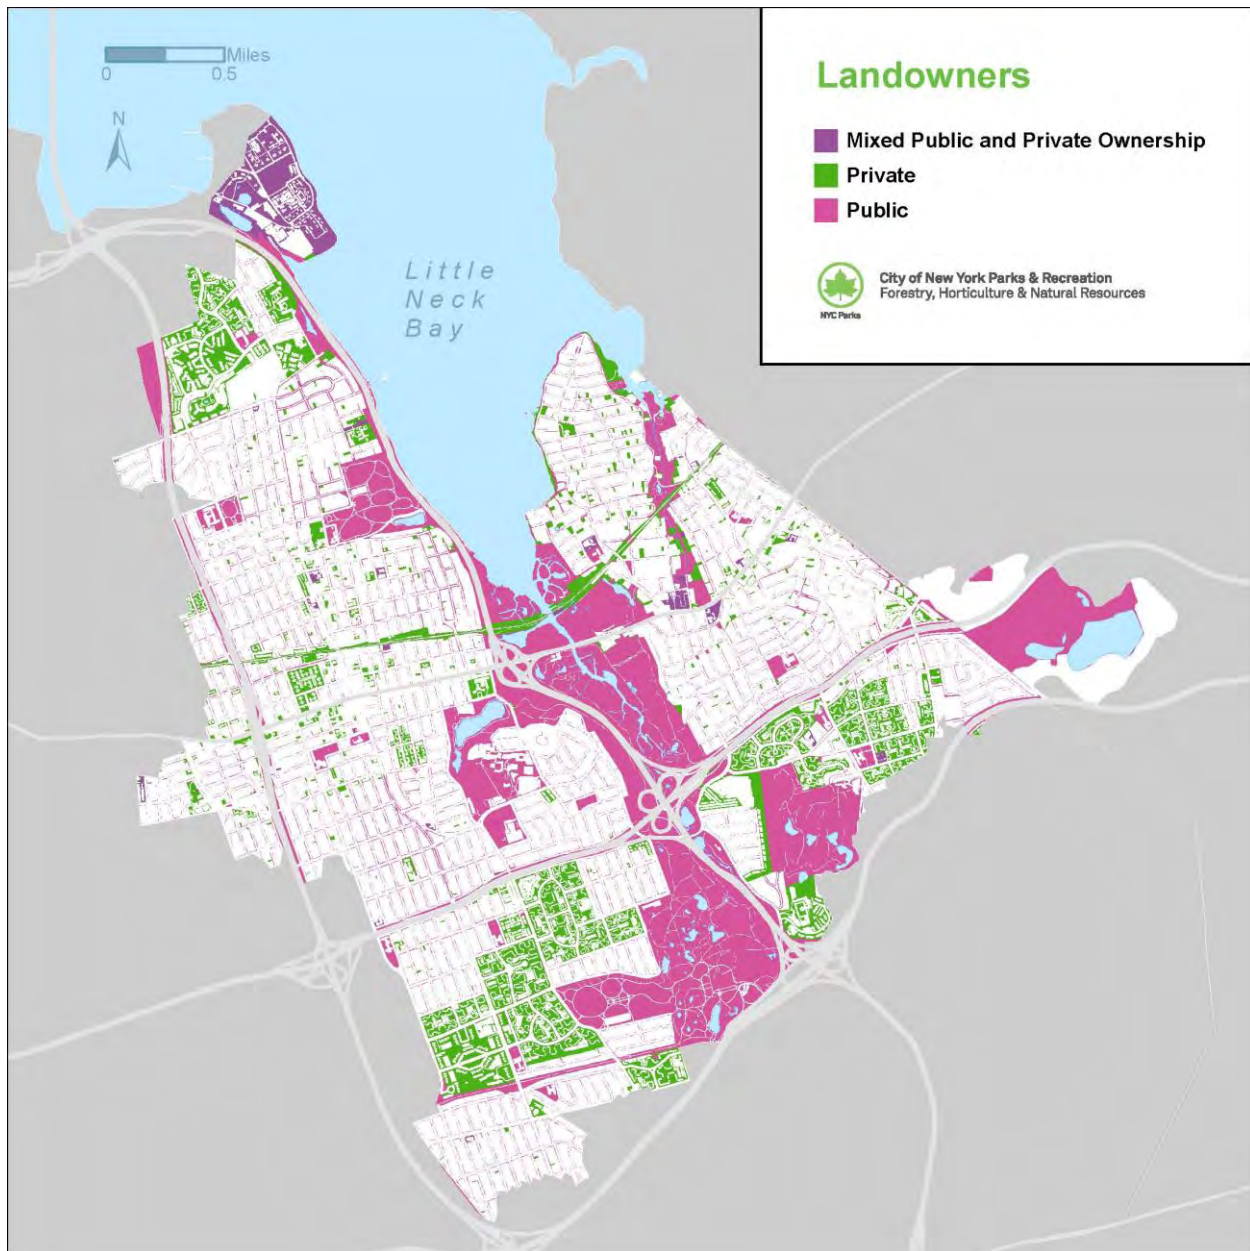 Miles
0 0.5
N
Little
Neck
Bay
Landowners
Mixed Public and Private Ownership
Private
Public
City of New York Parks & Recreation
Forestry, Horticulture & Natural Resources
NYC Parks